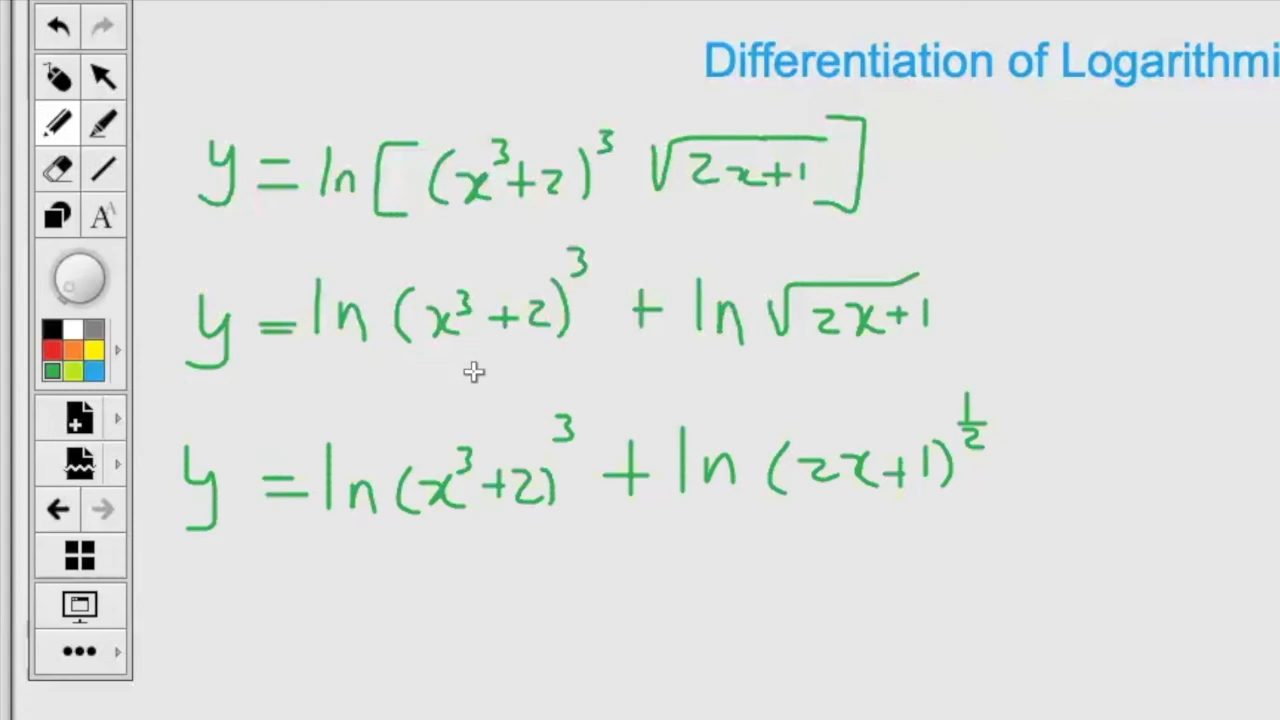 Differentiation of Logarithmi
y = ln[(x³+2)³ √(2x+1)]
y = ln (x³+2)³ + ln √(2x+1)
y = ln(x³+2)³ + ln (2x+1)^(1/2)